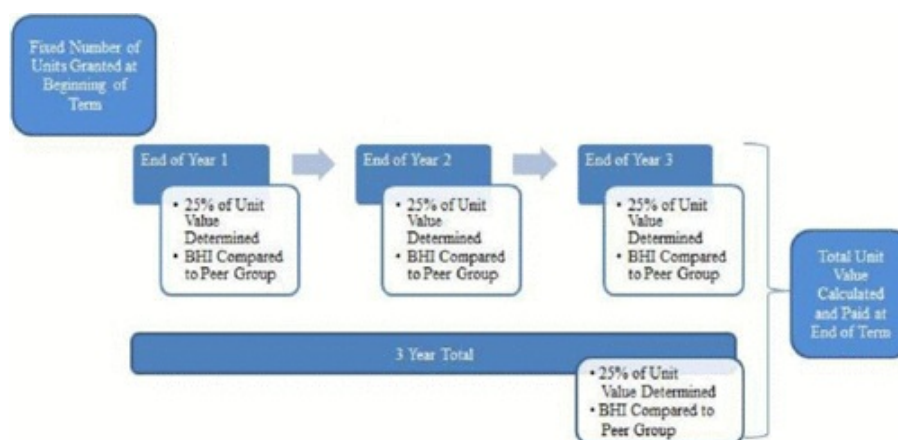 Fixed Number of
Units Granted at
Beginning of
Term
End of Year 1
• 25% of Unit
Value
Determined
• BHI Compared
to Peer Group
End of Year 2
• 25% of Unit
Value
Determined
• BHI Compared
to Peer Group
End of Year 3
• 25% of Unit
Value
Determined
• BHI Compared
to Peer Group
3 Year Total
• 25% of Unit
Value Determined
• BHI Compared to
Peer Group
Total Unit
Value
Calculated
and Paid at
End of Term